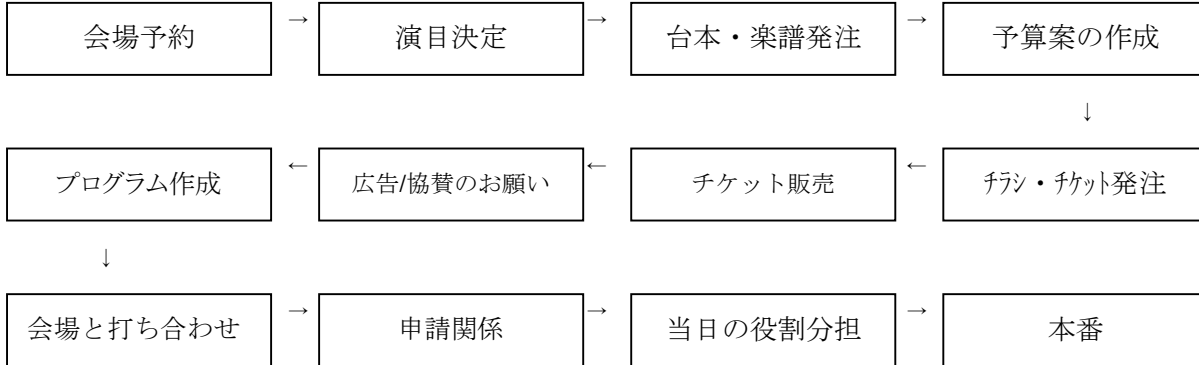 会場予約 → 演目決定 → 台本・楽譜発注 → 予算案の作成
↓
プログラム作成 ← 広告/協賛のお願い ← チケット販売 ← ﾁﾗｼ・ﾁｹｯﾄ発注
↓
会場と打ち合わせ → 申請関係 → 当日の役割分担 → 本番